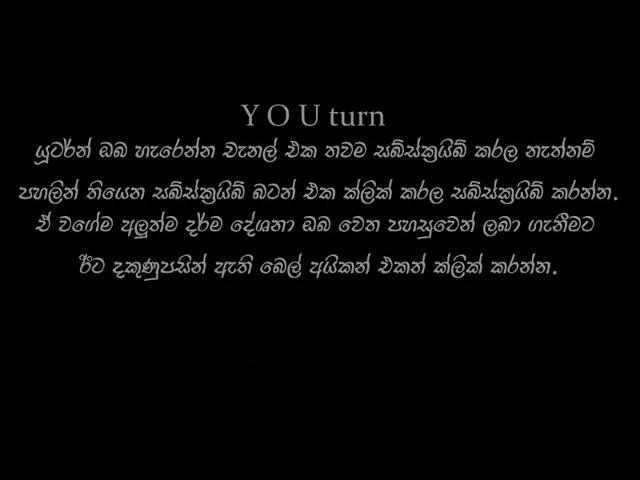 Y O U turn
යූටර්න් ඔබ හැරෙන්න චැනල් එක තවම සබ්ස්ක්‍රයිබ් කරල නැත්නම්
පහලින් තියෙන සබ්ස්ක්‍රයිබ් බටන් එක ක්ලික් කරල සබ්ස්ක්‍රයිබ් කරන්න.
ඒ වගේම අලුත්ම දර්ම දේශනා ඔබ වෙත පහසුවෙන් ලබා ගැනීමට
ඊට දකුණුපසින් ඇති බෙල් අයිකන් එකත් ක්ලික් කරන්න.